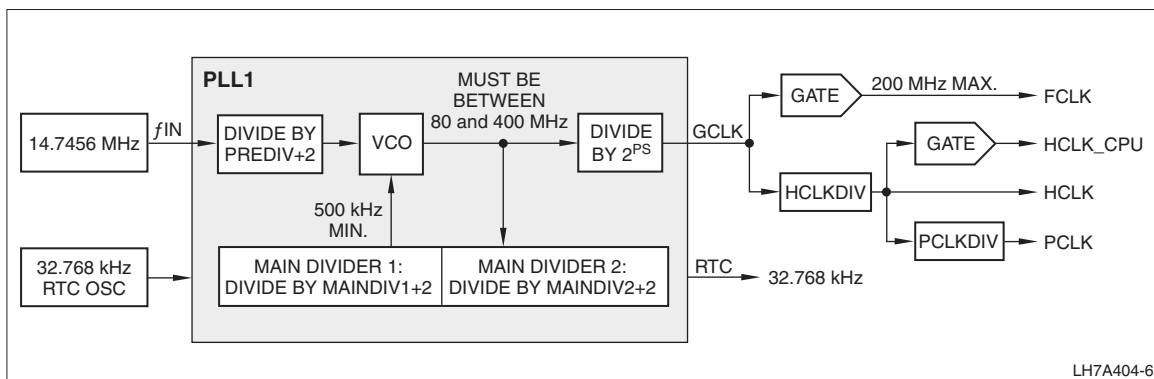 PLL1
MUST BE
BETWEEN
80 and 400 MHz
14.7456 MHz
ƒIN
DIVIDE BY
PREDIV+2
VCO
DIVIDE
BY 2^PS
GCLK
GATE
200 MHz MAX.
FCLK
GATE
HCLK_CPU
HCLKDIV
HCLK
PCLKDIV
PCLK
500 kHz
MIN.
32.768 kHz
RTC OSC
MAIN DIVIDER 1:
DIVIDE BY MAINDIV1+2
MAIN DIVIDER 2:
DIVIDE BY MAINDIV2+2
RTC
32.768 kHz
LH7A404-6